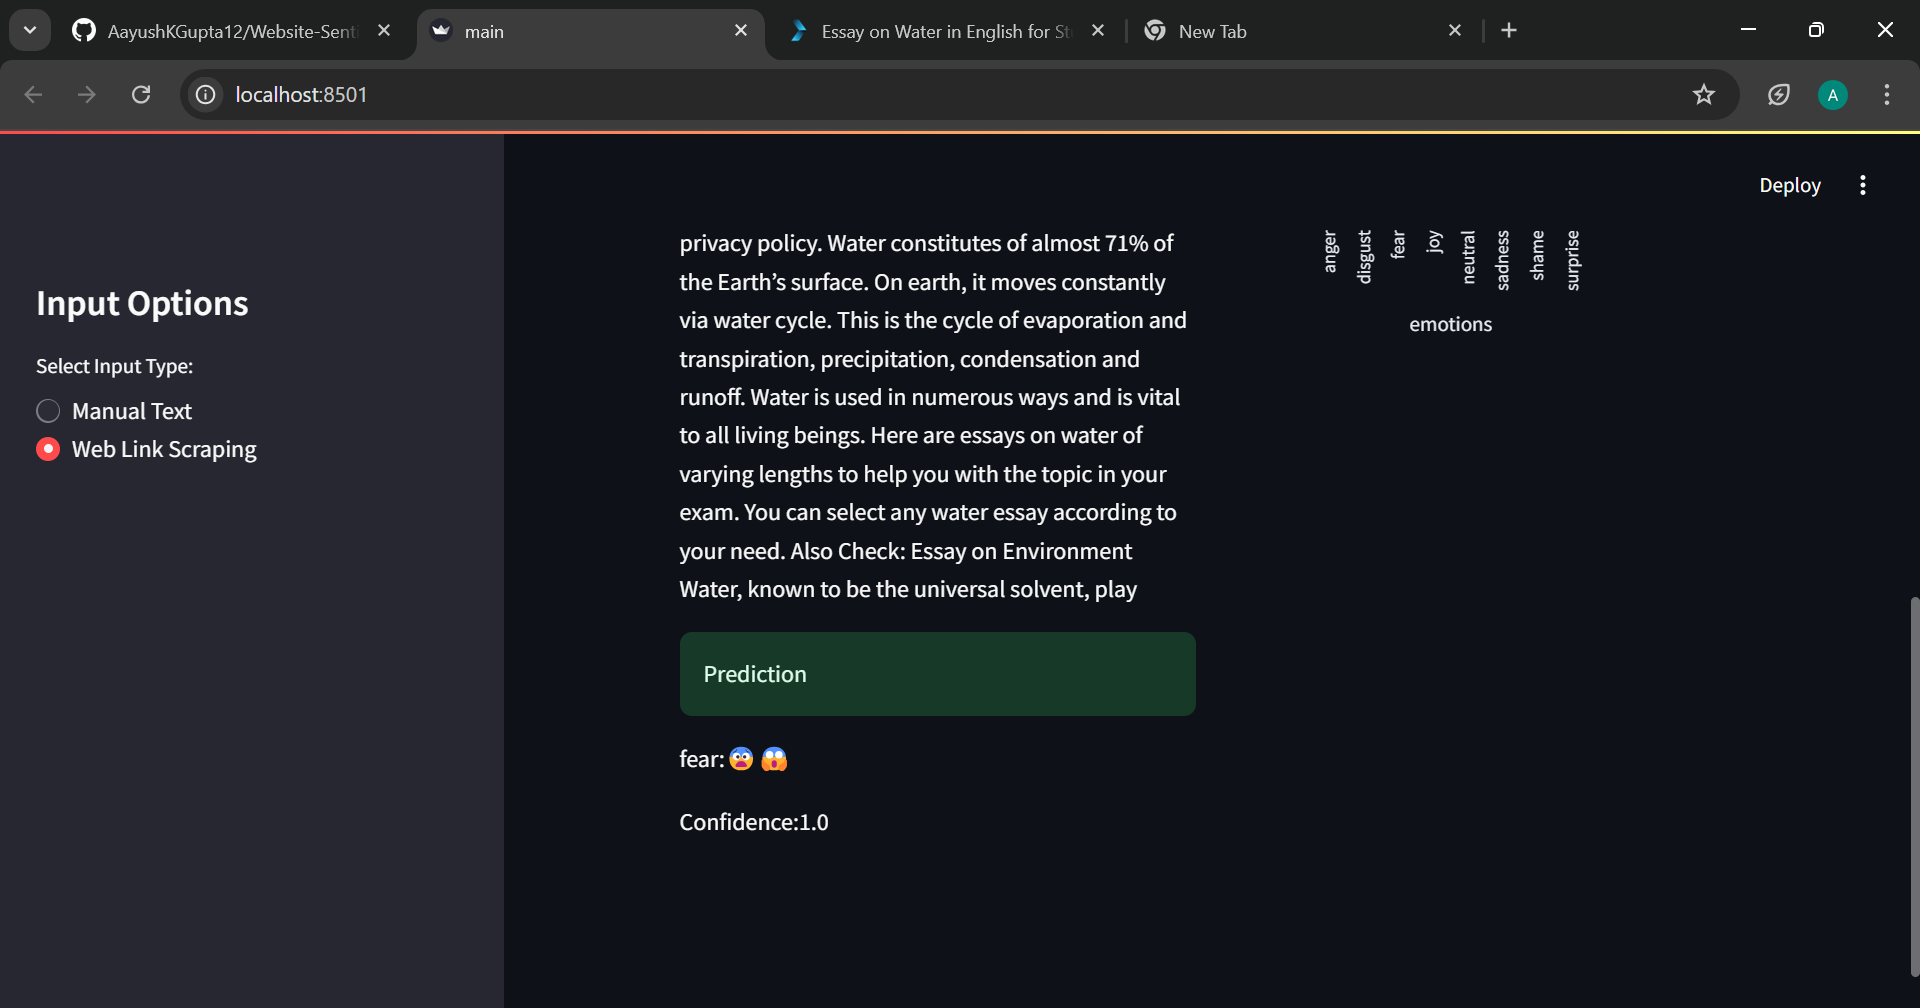 AayushKGupta12/Website-Senti
main
Essay on Water in English for St
New Tab
localhost:8501
A
Deploy
Input Options
Select Input Type:
Manual Text
Web Link Scraping
privacy policy. Water constitutes of almost 71% of
the Earth’s surface. On earth, it moves constantly
via water cycle. This is the cycle of evaporation and
transpiration, precipitation, condensation and
runoff. Water is used in numerous ways and is vital
to all living beings. Here are essays on water of
varying lengths to help you with the topic in your
exam. You can select any water essay according to
your need. Also Check: Essay on Environment
Water, known to be the universal solvent, play
Prediction
fear:😨 😱
Confidence:1.0
anger
disgust
fear
joy
neutral
sadness
shame
surprise
emotions